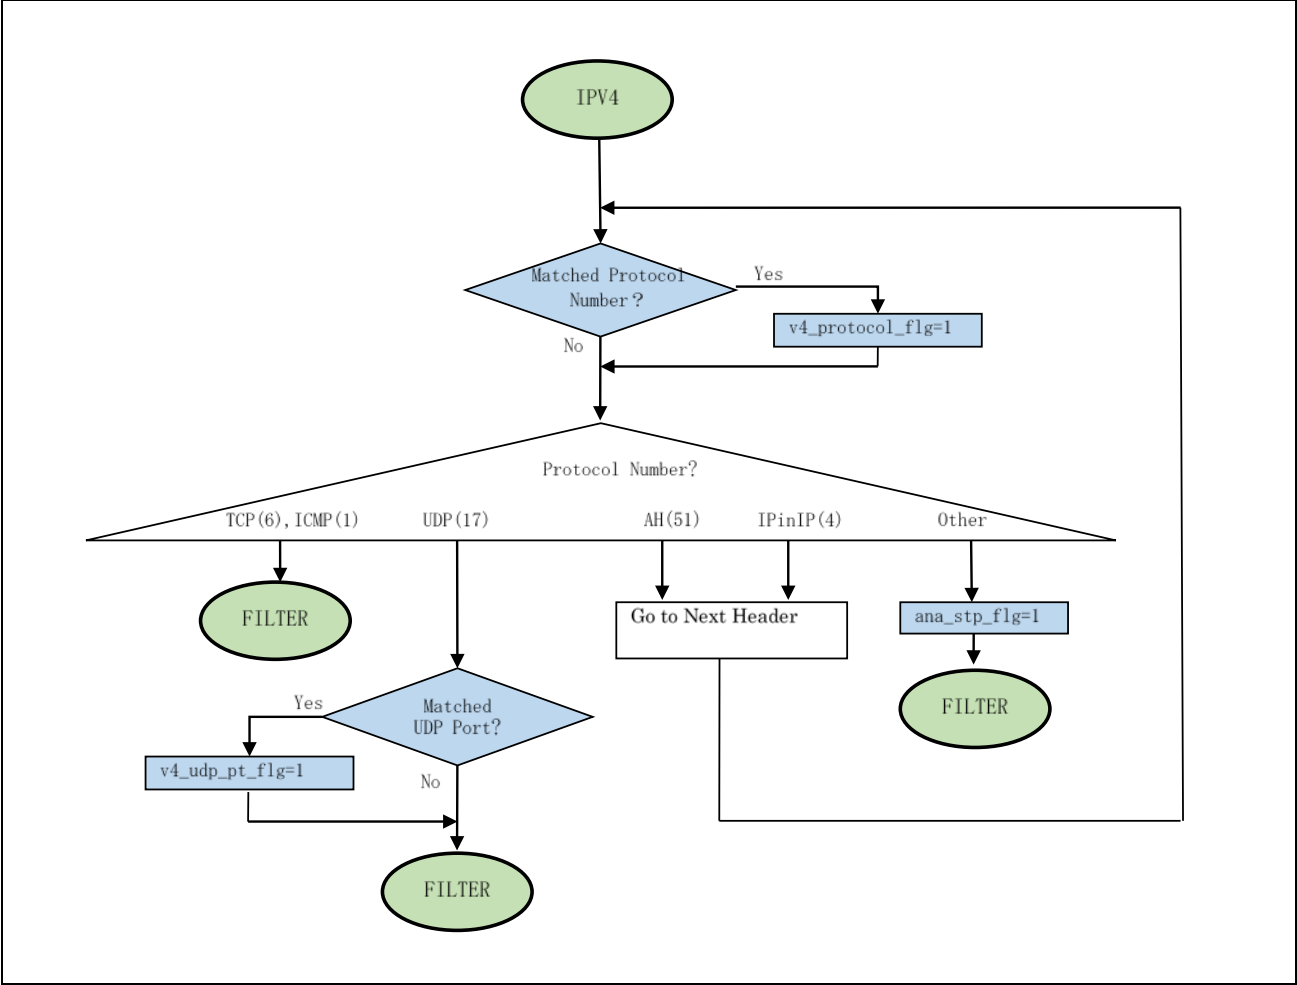 IPV4
Matched Protocol
Number?
Yes
v4_protocol_flg=1
No
Protocol Number?
TCP(6),ICMP(1)
UDP(17)
AH(51)
IPinIP(4)
Other
FILTER
Go to Next Header
ana_stp_flg=1
FILTER
Yes
Matched
UDP Port?
v4_udp_pt_flg=1
No
FILTER